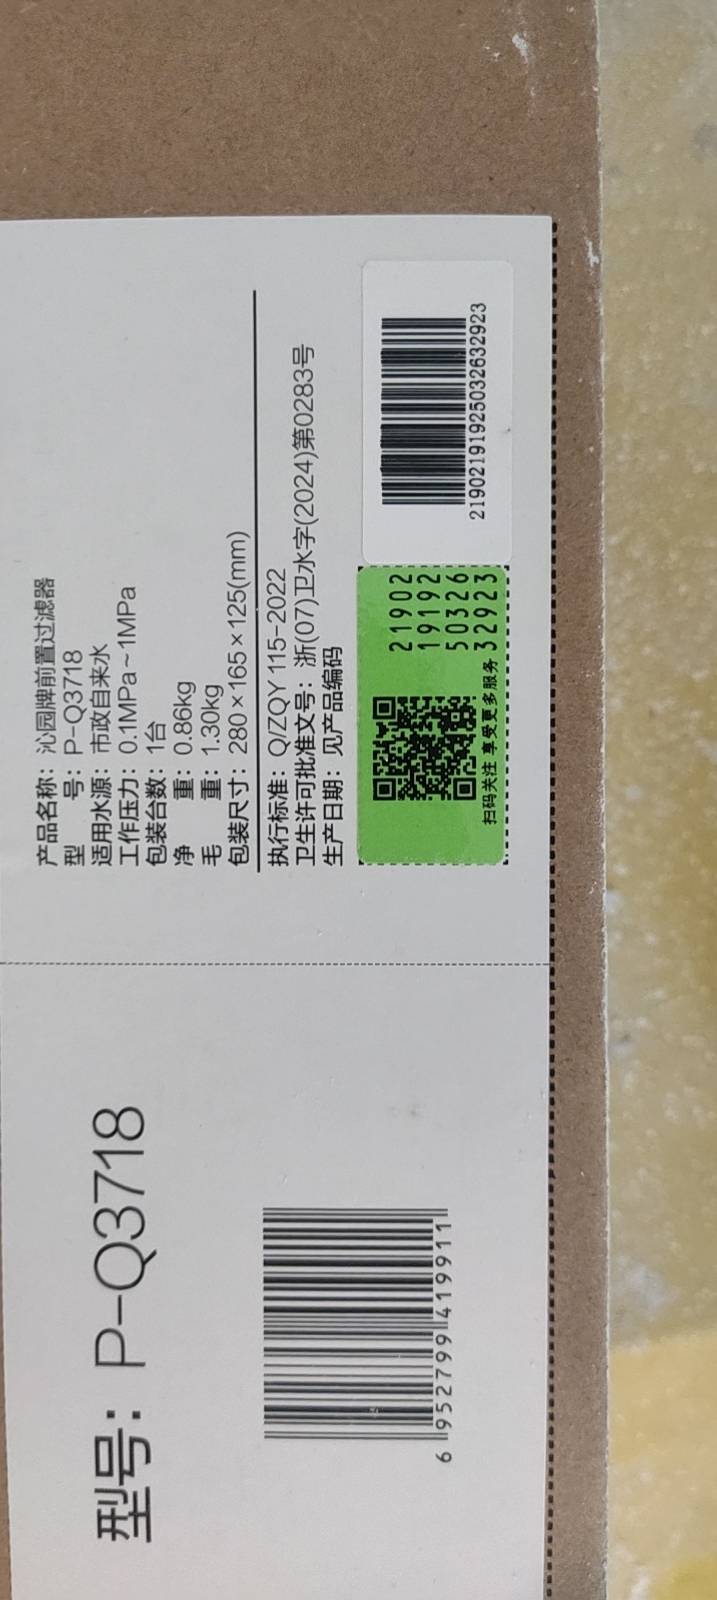 产品名称：沁园牌前置过滤器
型 号：P-Q3718
适用水源：市政自来水
工作压力：0.1MPa~1MPa
包装台数：1台
净 重：0.86kg
毛 重：1.30kg
包装尺寸：280×165×125(mm)
执行标准：Q/ZQY 115-2022
卫生许可批准文号：浙(07)卫水字(2024)第0283号
生产日期：见产品编码
21902
19192
50326
32923
扫码关注 享受更多服务
2190219192503263​2923
型号：P-Q3718
6 952799 419911